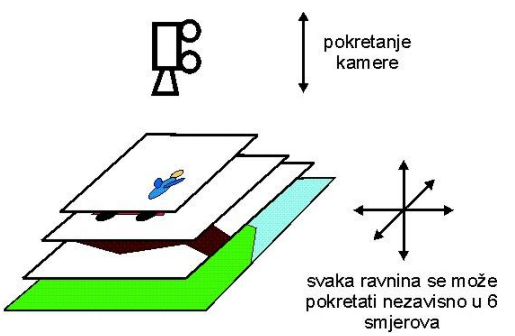 pokretanje
kamere
svaka ravnina se može
pokretati nezavisno u 6
smjerova